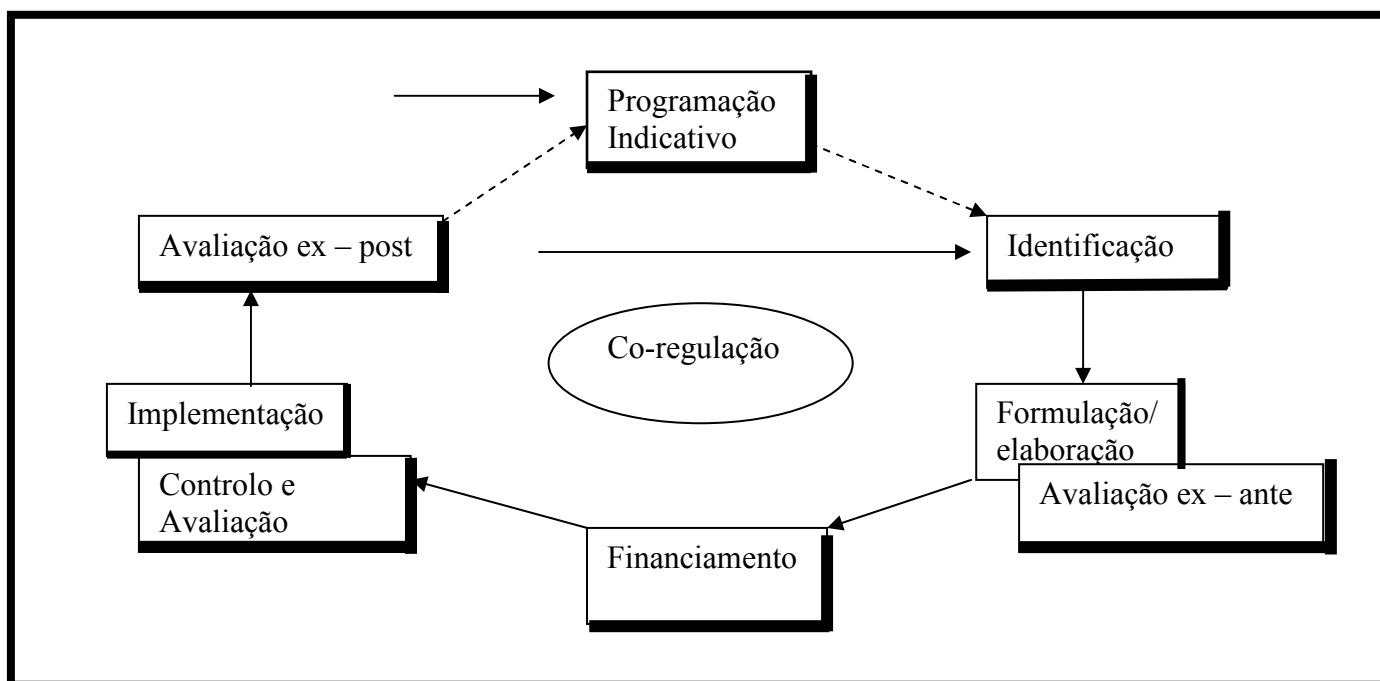 Programação
Indicativo
Avaliação ex – post
Identificação
Co-regulação
Implementação
Formulação/
elaboração
Controlo e
Avaliação
Avaliação ex – ante
Financiamento